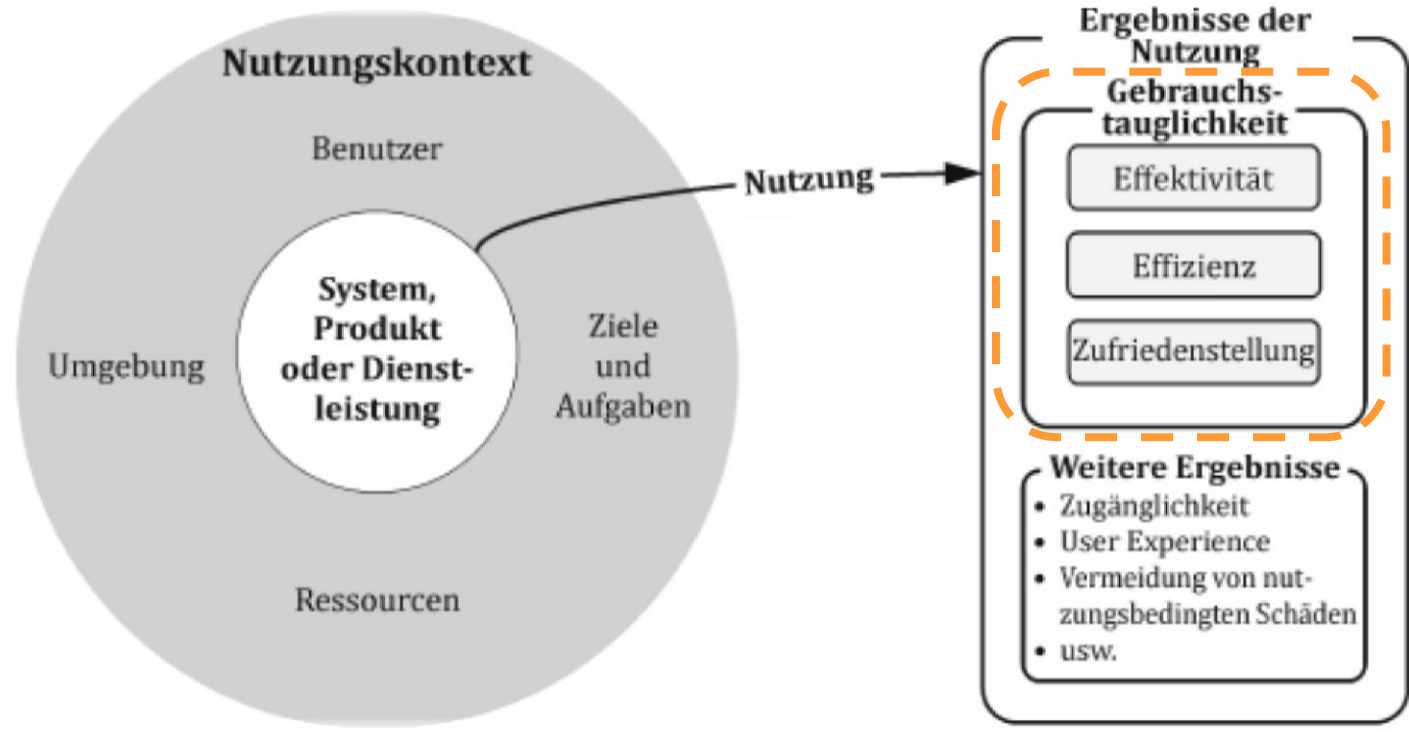 Nutzungskontext
Benutzer
System,
Produkt
oder Dienst-
leistung
Umgebung
Ziele
und
Aufgaben
Ressourcen
Nutzung
Ergebnisse der
Nutzung
Gebrauchs-
tauglichkeit
Effektivität
Effizienz
Zufriedenstellung
Weitere Ergebnisse
• Zugänglichkeit
• User Experience
• Vermeidung von nut-
zungsbedingten Schäden
• usw.